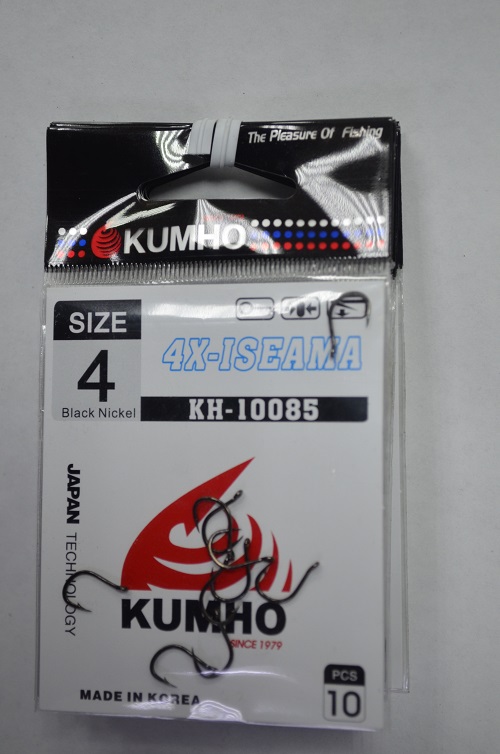 The Pleasure Of Fishing
KUMHO
SIZE
4
Black Nickel
4X-ISEAMA
KH-10085
JAPAN TECHNOLOGY
KUMHO
SINCE 1979
MADE IN KOREA
PCS
10